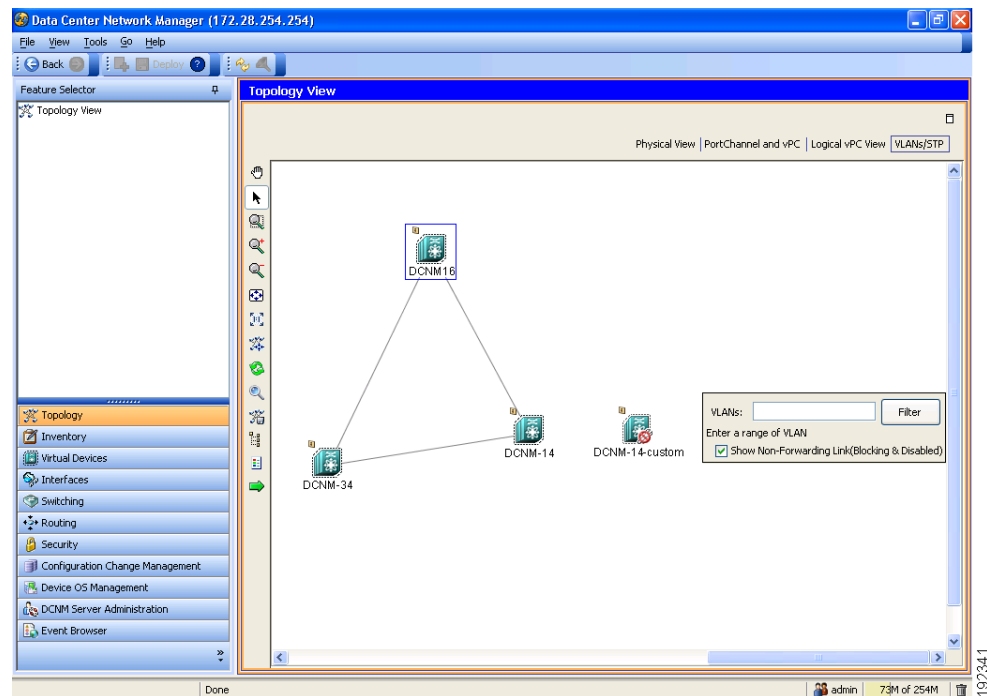 Data Center Network Manager (172.28.254.254)
File View Tools Go Help
Back Deploy
Feature Selector
Topology View
Topology View
Physical View | PortChannel and vPC | Logical vPC View | VLANs/STP
DCNM16
DCNM-14
DCNM-14-custom
DCNM-34
VLANs: Filter
Enter a range of VLAN
Show Non-Forwarding Link(Blocking & Disabled)
Topology
Inventory
Virtual Devices
Interfaces
Switching
Routing
Security
Configuration Change Management
Device OS Management
DCNM Server Administration
Event Browser
Done
admin 73M of 254M
192341